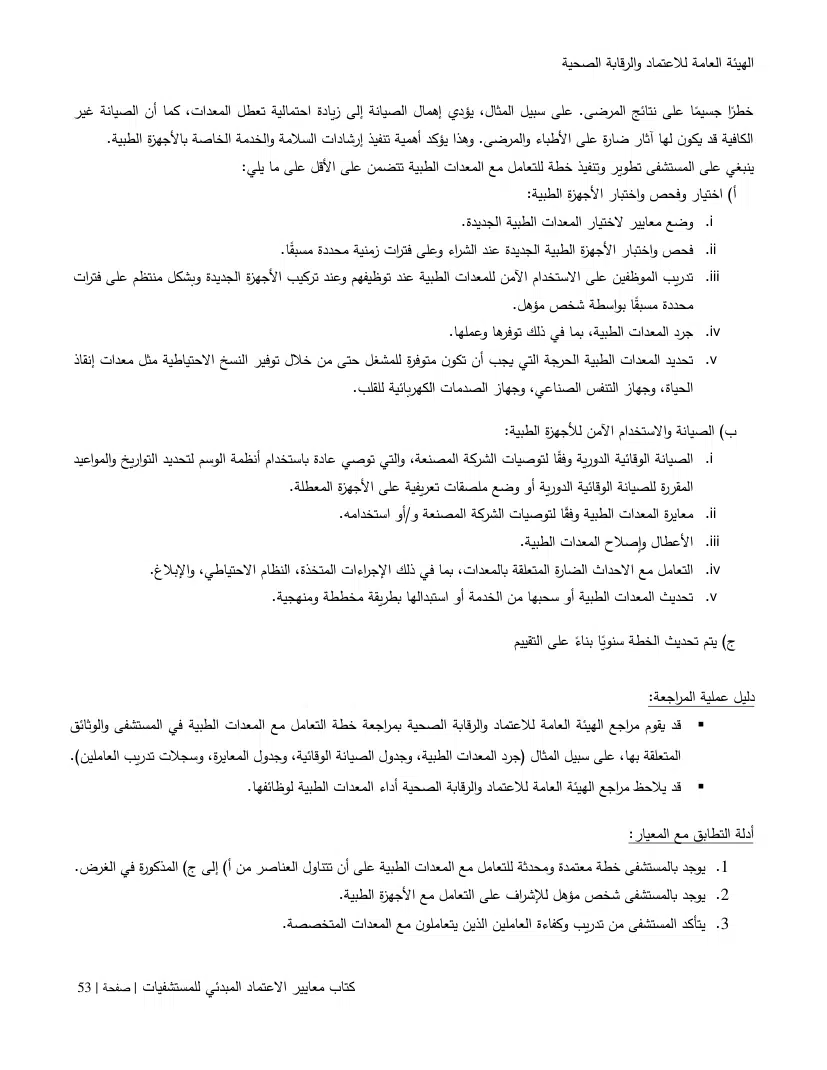 الهيئة العامة للاعتماد والرقابة الصحية
خطرًا جسيمًا على نتائج المرضى. على سبيل المثال، يؤدي إهمال الصيانة إلى زيادة احتمالية تعطل المعدات، كما أن الصيانة غير
الكافية قد يكون لها آثار ضارة على الأطباء والمرضى. وهذا يؤكد أهمية تنفيذ إرشادات السلامة والخدمة الخاصة بالأجهزة الطبية.
ينبغي على المستشفى تطوير وتنفيذ خطة للتعامل مع المعدات الطبية تتضمن على الأقل على ما يلي:
أ) اختيار وفحص واختبار الأجهزة الطبية:
i. وضع معايير لاختيار المعدات الطبية الجديدة.
ii. فحص واختبار الأجهزة الطبية الجديدة عند الشراء وعلى فترات زمنية محددة مسبقًا.
iii. تدريب الموظفين على الاستخدام الآمن للمعدات الطبية عند توظيفهم وعند تركيب الأجهزة الجديدة وبشكل منتظم على فترات
محددة مسبقًا بواسطة شخص مؤهل.
iv. جرد المعدات الطبية، بما في ذلك توفرها وعملها.
v. تحديد المعدات الطبية الحرجة التي يجب أن تكون متوفرة للمشغل حتى من خلال توفير النسخ الاحتياطية مثل معدات إنقاذ
الحياة، وجهاز التنفس الصناعي، وجهاز الصدمات الكهربائية للقلب.
ب) الصيانة والاستخدام الآمن للأجهزة الطبية:
i. الصيانة الوقائية الدورية وفقًا لتوصيات الشركة المصنعة، والتي توصي عادة باستخدام أنظمة الوسم لتحديد التواريخ والمواعيد
المقررة للصيانة الوقائية الدورية أو وضع ملصقات تعريفية على الأجهزة المعطلة.
ii. معايرة المعدات الطبية وفقًا لتوصيات الشركة المصنعة و/أو استخدامه.
iii. الأعطال وإصلاح المعدات الطبية.
iv. التعامل مع الاحداث الضارة المتعلقة بالمعدات، بما في ذلك الإجراءات المتخذة، النظام الاحتياطي، والإبلاغ.
v. تحديث المعدات الطبية أو سحبها من الخدمة أو استبدالها بطريقة مخططة ومنهجية.
ج) يتم تحديث الخطة سنويًا بناءً على التقييم
دليل عملية المراجعة:
▪ قد يقوم مراجع الهيئة العامة للاعتماد والرقابة الصحية بمراجعة خطة التعامل مع المعدات الطبية في المستشفى والوثائق
المتعلقة بها، على سبيل المثال (جرد المعدات الطبية، وجدول الصيانة الوقائية، وجدول المعايرة، وسجلات تدريب العاملين).
▪ قد يلاحظ مراجع الهيئة العامة للاعتماد والرقابة الصحية أداء المعدات الطبية لوظائفها.
أدلة التطابق مع المعيار:
1. يوجد بالمستشفى خطة معتمدة ومحدثة للتعامل مع المعدات الطبية على أن تتناول العناصر من أ) إلى ج) المذكورة في الغرض.
2. يوجد بالمستشفى شخص مؤهل للإشراف على التعامل مع الأجهزة الطبية.
3. يتأكد المستشفى من تدريب وكفاءة العاملين الذين يتعاملون مع المعدات المتخصصة.
كتاب معايير الاعتماد المبدئي للمستشفيات | صفحة | 53